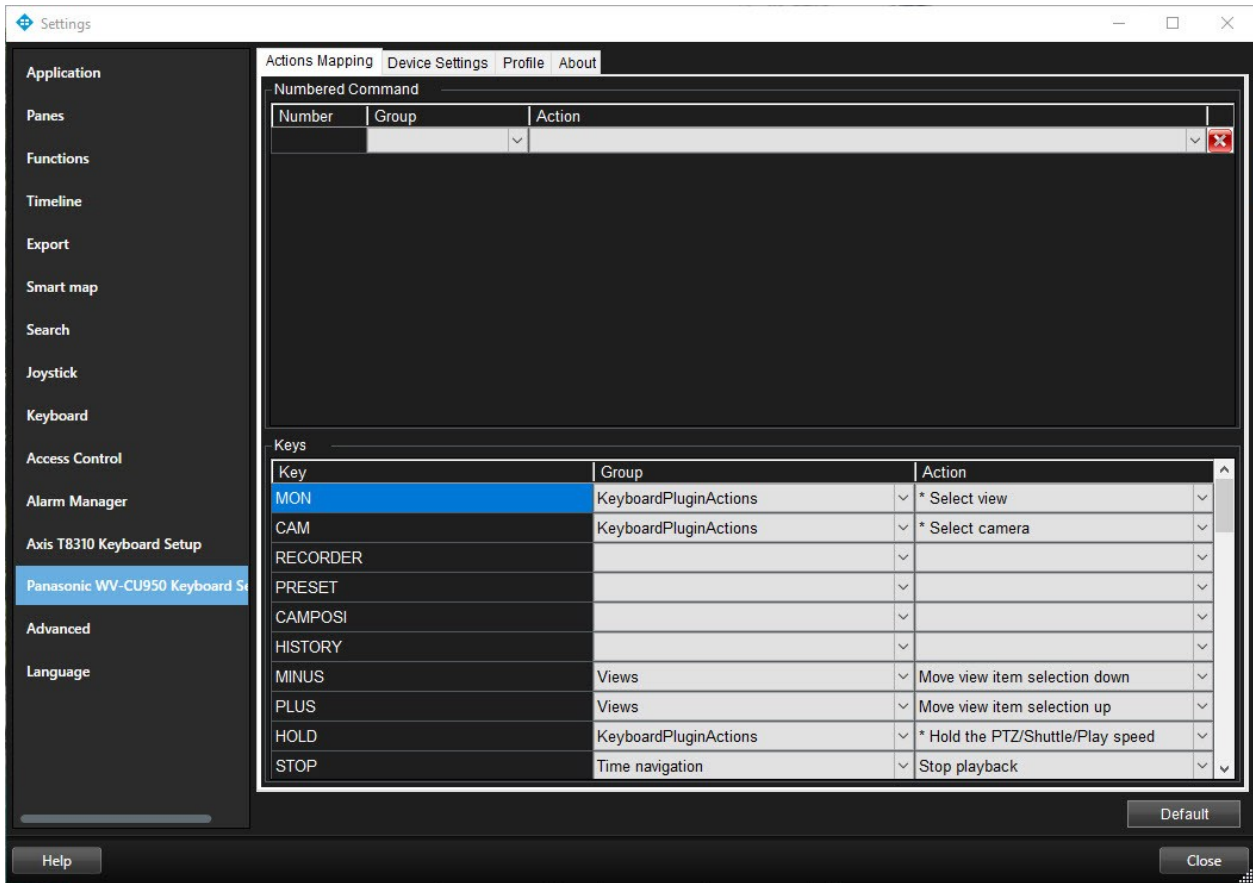 Settings
Application
Panes
Functions
Timeline
Export
Smart map
Search
Joystick
Keyboard
Access Control
Alarm Manager
Axis T8310 Keyboard Setup
Panasonic WV-CU950 Keyboard Se
Advanced
Language
Actions Mapping Device Settings Profile About
Numbered Command
Number Group Action
Keys
Key Group Action
MON KeyboardPluginActions * Select view
CAM KeyboardPluginActions * Select camera
RECORDER
PRESET
CAMPOSI
HISTORY
MINUS Views Move view item selection down
PLUS Views Move view item selection up
HOLD KeyboardPluginActions * Hold the PTZ/Shuttle/Play speed
STOP Time navigation Stop playback
Default
Help Close